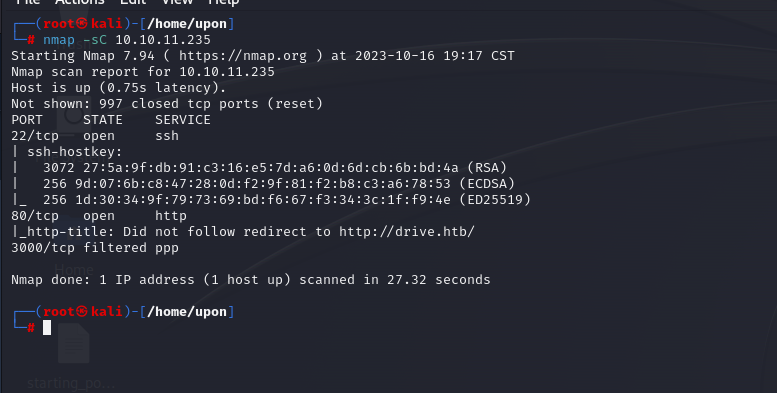 File Actions Edit View Help
┌──(root㉿kali)-[/home/upon]
└─# nmap -sC 10.10.11.235
Starting Nmap 7.94 ( https://nmap.org ) at 2023-10-16 19:17 CST
Nmap scan report for 10.10.11.235
Host is up (0.75s latency).
Not shown: 997 closed tcp ports (reset)
PORT     STATE    SERVICE
22/tcp   open     ssh
| ssh-hostkey:
|   3072 27:5a:9f:db:91:c3:16:e5:7d:a6:0d:6d:cb:6b:bd:4a (RSA)
|   256 9d:07:6b:c8:47:28:0d:f2:9f:81:f2:b8:c3:a6:78:53 (ECDSA)
|_  256 1d:30:34:9f:79:73:69:bd:f6:67:f3:34:3c:1f:f9:4e (ED25519)
80/tcp   open     http
|_http-title: Did not follow redirect to http://drive.htb/
3000/tcp filtered ppp
Home
Nmap done: 1 IP address (1 host up) scanned in 27.32 seconds
┌──(root㉿kali)-[/home/upon]
└─#
starting_po....